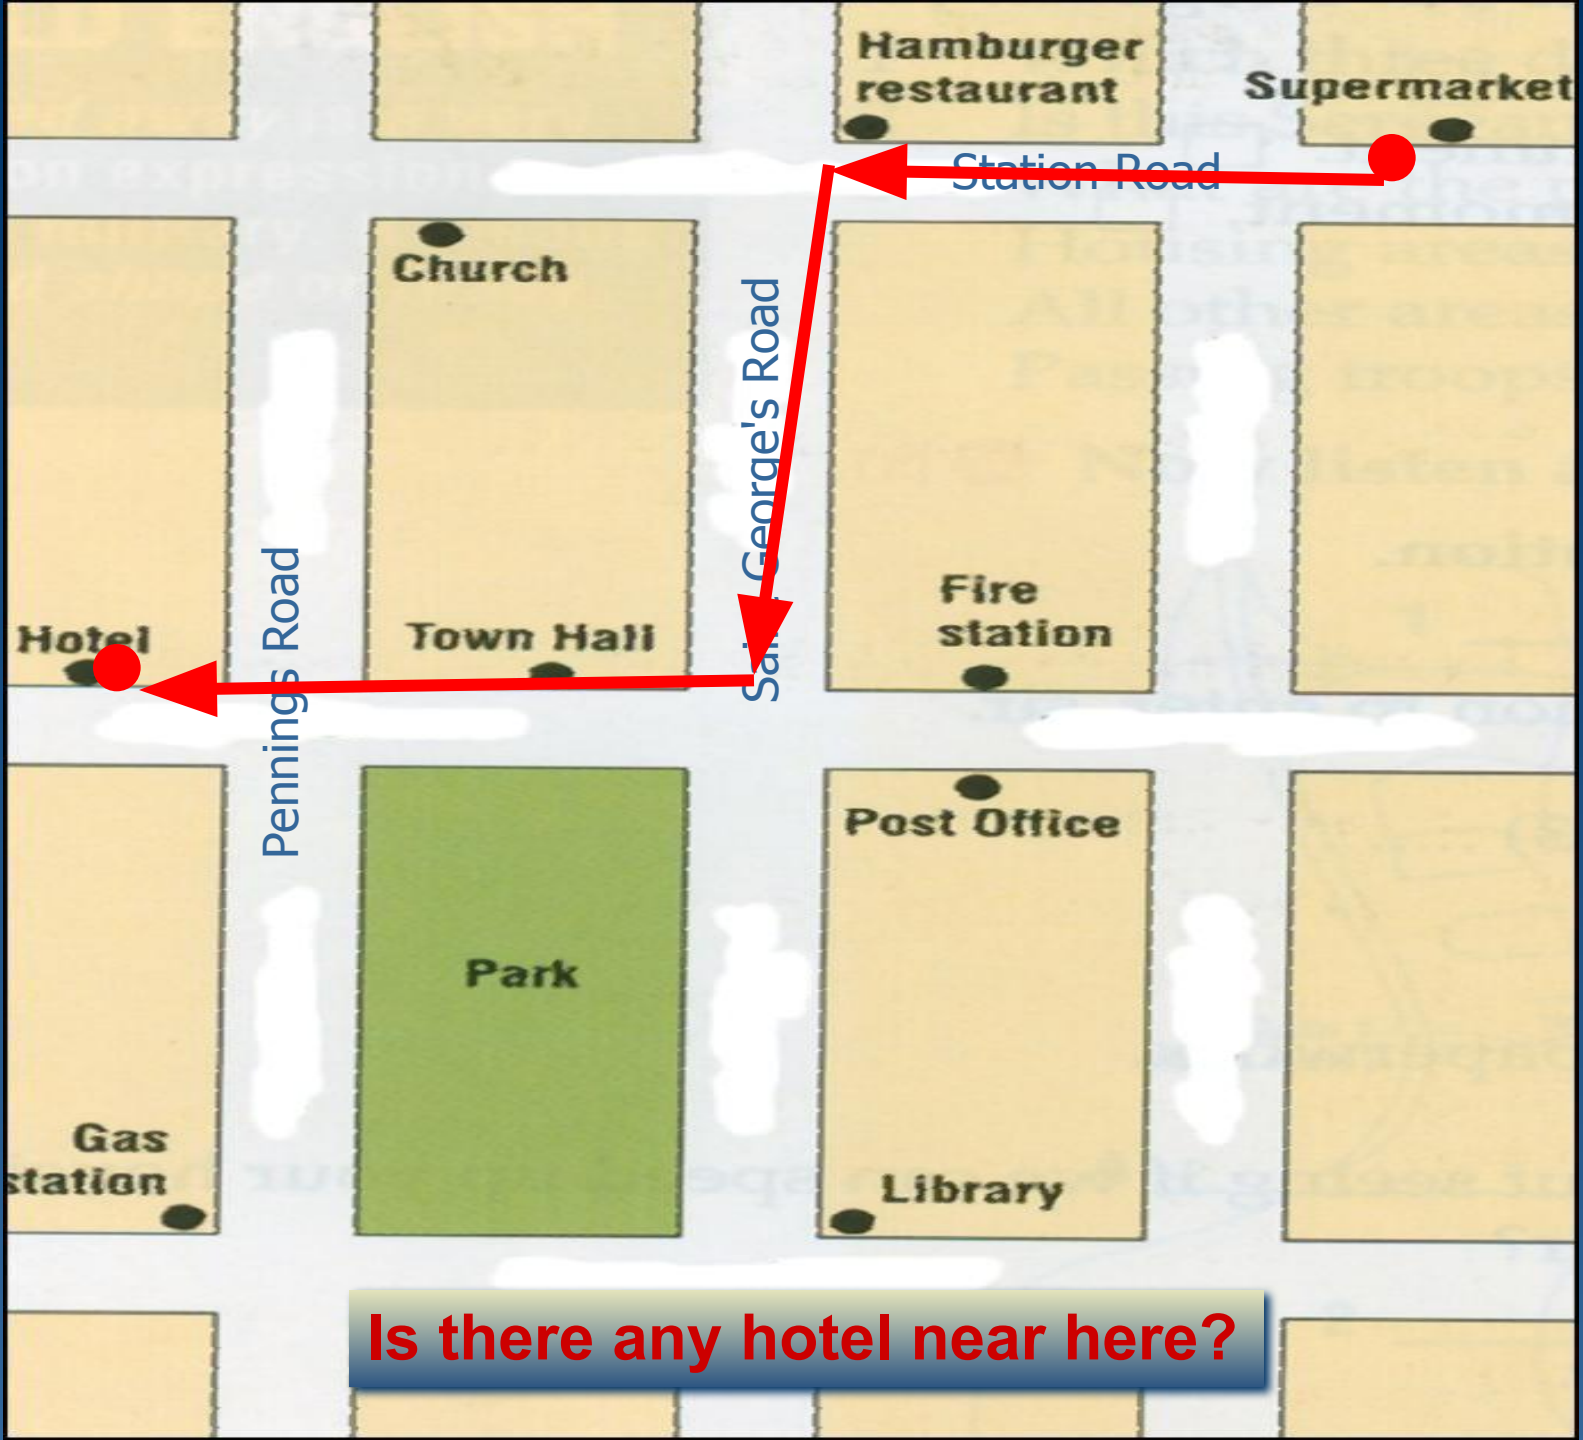 Hamburger
restaurant
Supermarket
Station Road
Church
Saint George's Road
Pennings Road
Hotel
Town Hall
Fire
station
Post Office
Park
Gas
station
Library
Is there any hotel near here?